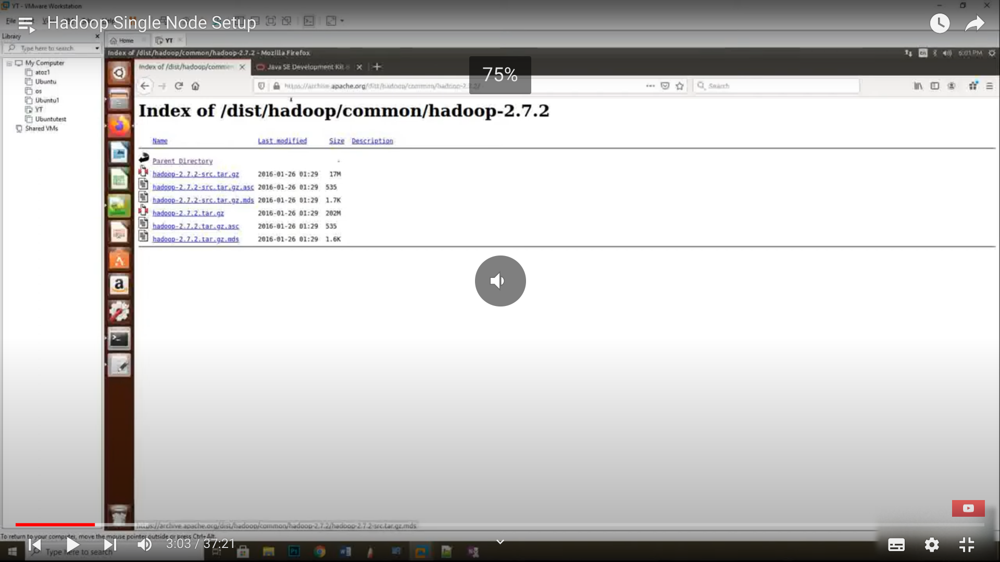 YT - VMware Workstation
File
Hadoop Single Node Setup
Library
Home
YT
Type here to search
Index of /dist/hadoop/common/hadoop-2.7.2 - Mozilla Firefox
6:01 PM
My Computer
atoz1
Ubuntu
os
Ubuntu1
YT
Ubuntutest
Shared VMs
Index of /dist/hadoop/common
Java SE Development Kit 8
75%
https://archive.apache.org/dist/hadoop/common/hadoop-2.7.2/
Search
Index of /dist/hadoop/common/hadoop-2.7.2
Name Last modified Size Description
Parent Directory -
hadoop-2.7.2-src.tar.gz 2016-01-26 01:29 17M
hadoop-2.7.2-src.tar.gz.asc 2016-01-26 01:29 535
hadoop-2.7.2-src.tar.gz.mds 2016-01-26 01:29 1.7K
hadoop-2.7.2.tar.gz 2016-01-26 01:29 202M
hadoop-2.7.2.tar.gz.asc 2016-01-26 01:29 535
hadoop-2.7.2.tar.gz.mds 2016-01-26 01:29 1.6K
https://archive.apache.org/dist/hadoop/common/hadoop-2.7.2/hadoop-2.7.2-src.tar.gz.mds
To return to your computer, move the mouse pointer outside or press Ctrl+Alt.
3:03 / 37:21
Type here to search